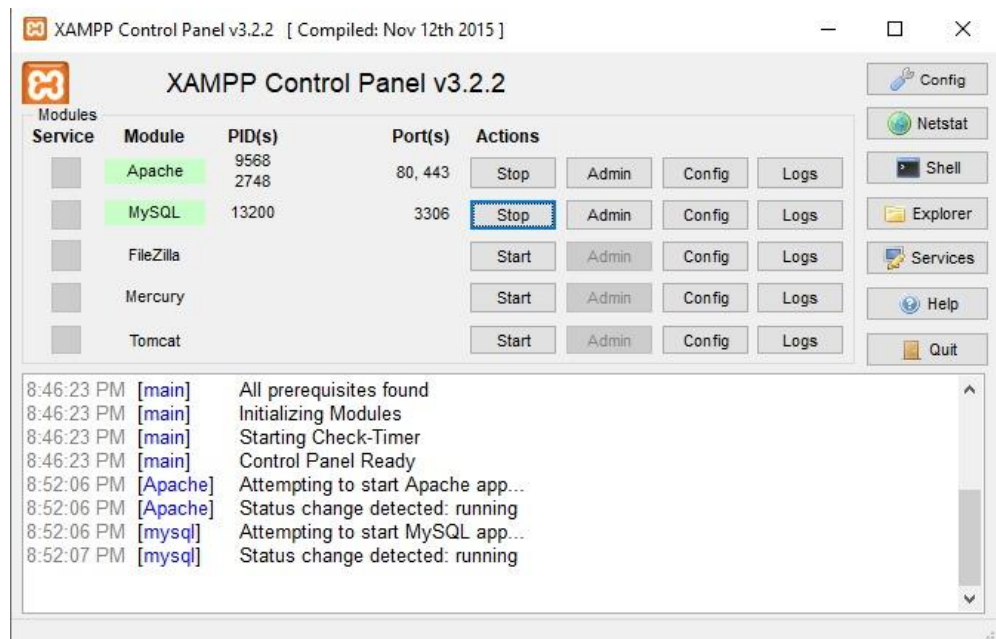 XAMPP Control Panel v3.2.2 [ Compiled: Nov 12th 2015 ]
XAMPP Control Panel v3.2.2
Config
Modules
Service Module PID(s) Port(s) Actions
Netstat
Apache 9568 2748 80, 443 Stop Admin Config Logs
Shell
MySQL 13200 3306 Stop Admin Config Logs
Explorer
FileZilla Start Admin Config Logs
Services
Mercury Start Admin Config Logs
Help
Tomcat Start Admin Config Logs
Quit
8:46:23 PM [main] All prerequisites found
8:46:23 PM [main] Initializing Modules
8:46:23 PM [main] Starting Check-Timer
8:46:23 PM [main] Control Panel Ready
8:52:06 PM [Apache] Attempting to start Apache app...
8:52:06 PM [Apache] Status change detected: running
8:52:06 PM [mysql] Attempting to start MySQL app...
8:52:07 PM [mysql] Status change detected: running